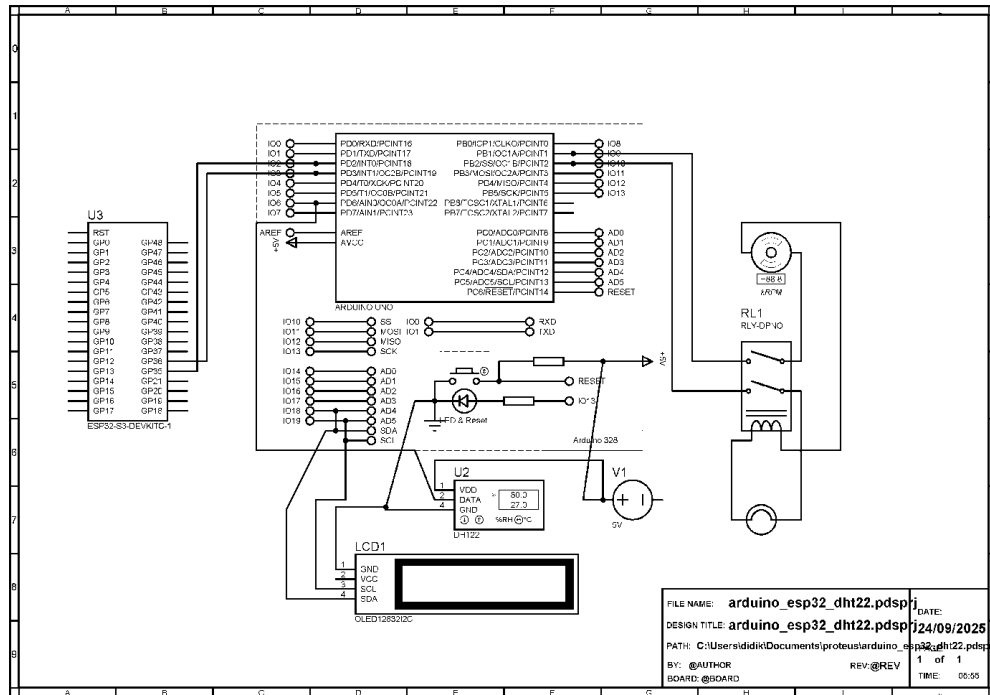 A B C D E F G H I
0
1
2
3
4
5
6
7
8
9
IO0 PD0/RXD/PCINT16 PB0/ICP1/CLKO/PCINT0 IO8
IO1 PD1/TXD/PCINT17 PB1/OC1A/PCINT1 IO9
IO2 PD2/INT0/PCINT18 PB2/SS/OC1B/PCINT2 IO10
IO3 PD3/INT1/OC2B/PCINT19 PB3/MOSI/OC2A/PCINT3 IO11
IO4 PD4/T0/XCK/PCINT20 PB4/MISO/PCINT4 IO12
IO5 PD5/T1/OC0B/PCINT21 PB5/SCK/PCINT5 IO13
IO6 PD6/AIN0/OC0A/PCINT22 PB6/TOSC1/XTAL1/PCINT6
IO7 PD7/AIN1/PCINT23 PB7/TOSC2/XTAL2/PCINT7
AREF AREF PC0/ADC0/PCINT8 AD0
+5V AVCC PC1/ADC1/PCINT9 AD1
PC2/ADC2/PCINT10 AD2
PC3/ADC3/PCINT11 AD3
PC4/ADC4/SDA/PCINT12 AD4
PC5/ADC5/SCL/PCINT13 AD5
PC6/RESET/PCINT14 RESET
ARDUINO UNO
U3
RST
GP0 GP48
GP1 GP47
GP2 GP46
GP3 GP45
GP4 GP44
GP5 GP43
GP6 GP42
GP7 GP41
GP8 GP40
GP9 GP39
GP10 GP38
GP11 GP37
GP12 GP36
GP13 GP35
GP14 GP21
GP15 GP20
GP16 GP19
GP17 GP18
ESP32-S3-DEVKITC-1
IO10 SS IO0 RXD
IO11 MOSI IO1 TXD
IO12 MISO
IO13 SCK
IO14 AD0
IO15 AD1
IO16 AD2
IO17 AD3
IO18 AD4
IO19 AD5
SDA
SCL
+5V
RESET
IO13
LED & Reset
Arduino 328
kRPM
RL1
RLY-DPNO
U2
1 VDD
2 DATA
4 GND
>
80.0
27.0
%RH °C
DHT22
V1
+
5V
LCD1
1 GND
2 VCC
3 SCL
4 SDA
OLED12832I2C
FILE NAME: arduino_esp32_dht22.pdsprj
DESIGN TITLE: arduino_esp32_dht22.pdsprj
PATH: C:\Users\didik\Documents\proteus\arduino_esp32_dht22.pdsp
BY: @AUTHOR REV:@REV
BOARD: @BOARD
DATE:
24/09/2025
PAGE:
1 of 1
TIME:
A B C D E F G H I